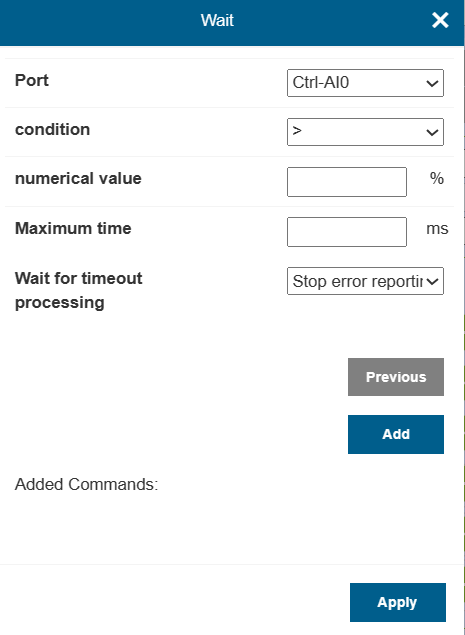 Wait
Port Ctrl-AI0
condition >
numerical value %
Maximum time ms
Wait for timeout Stop error reportin
processing
Previous
Add
Added Commands:
Apply